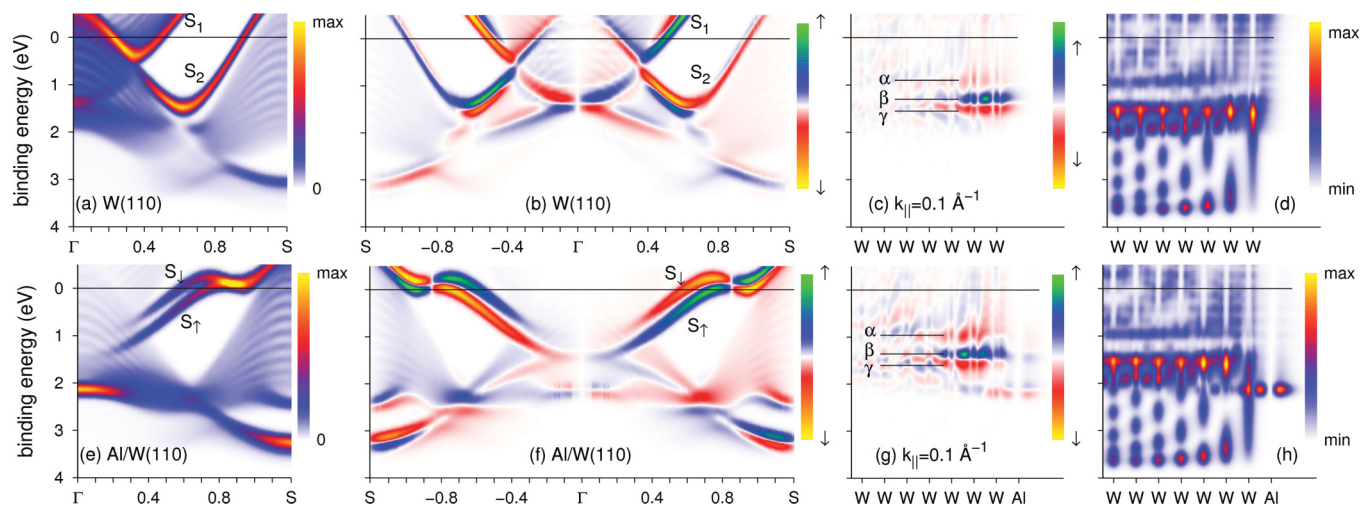 binding energy (eV)
0
1
2
3
4
S1
S2
(a) W(110)
Γ 0.4 0.8 S
max
0
S1
S2
(b) W(110)
S −0.8 −0.4 Γ 0.4 0.8 S
↑
↓
α
β
γ
(c) k||=0.1 Å−1
W W W W W W W
↑
↓
(d)
W W W W W W W
max
min
binding energy (eV)
0
1
2
3
4
S↓
S↑
(e) Al/W(110)
Γ 0.4 0.8 S
max
0
S↓
S↑
(f) Al/W(110)
S −0.8 −0.4 Γ 0.4 0.8 S
↑
↓
α
β
γ
(g) k||=0.1 Å−1
W W W W W W W Al
↑
↓
(h)
W W W W W W W Al
max
min